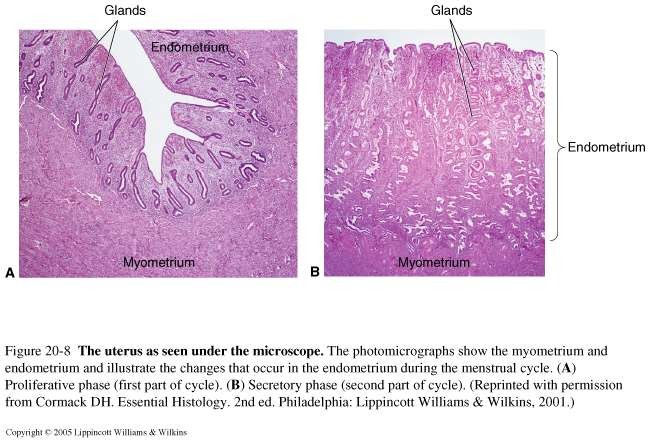 Glands
Endometrium
Myometrium
A
Glands
Endometrium
Myometrium
B
Figure 20-8  The uterus as seen under the microscope. The photomicrographs show the myometrium and
endometrium and illustrate the changes that occur in the endometrium during the menstrual cycle. (A)
Proliferative phase (first part of cycle). (B) Secretory phase (second part of cycle). (Reprinted with permission
from Cormack DH. Essential Histology. 2nd ed. Philadelphia: Lippincott Williams & Wilkins, 2001.)
Copyright © 2005 Lippincott Williams & Wilkins